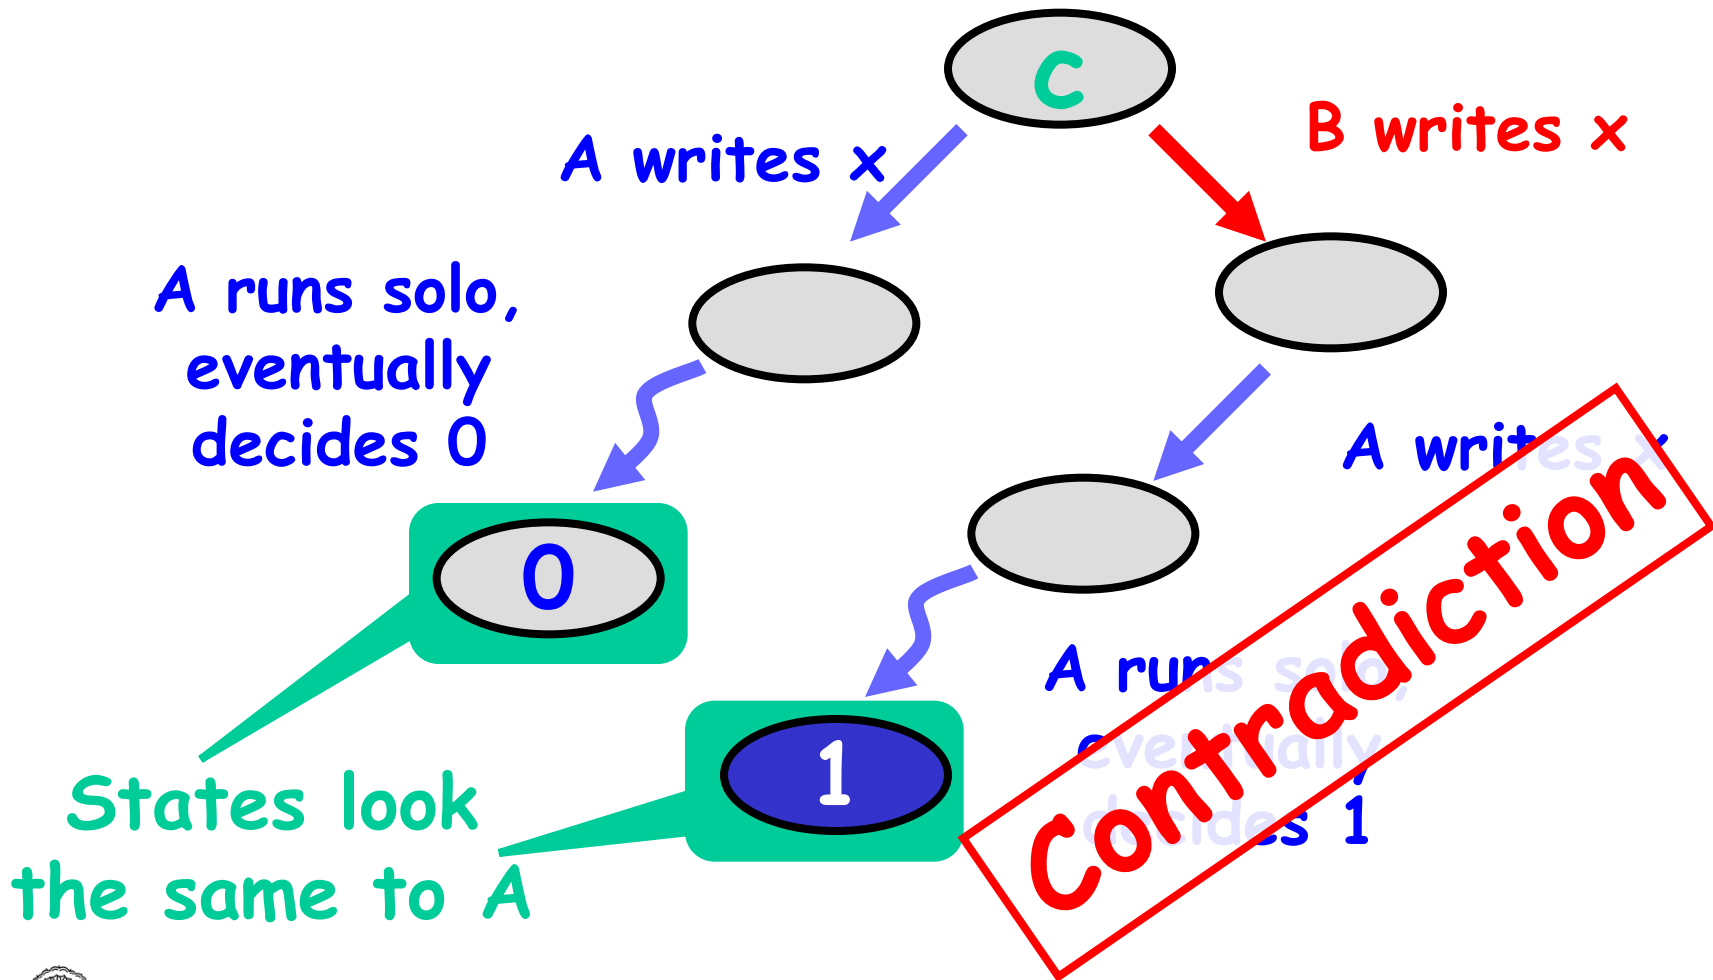 c
A writes x
B writes x
A runs solo,
eventually
decides 0
A writes x
0
A runs solo,
eventually
decides 1
1
States look
the same to A
Contradiction